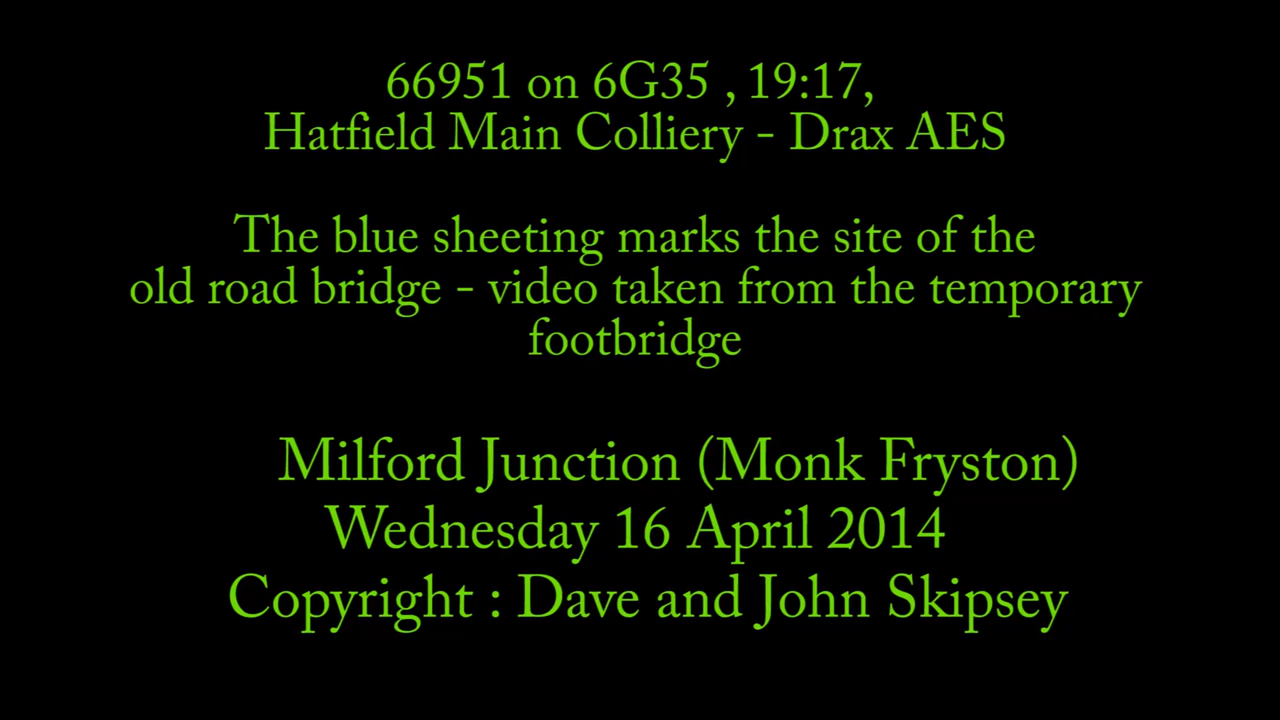 66951 on 6G35 , 19:17,
Hatfield Main Colliery - Drax AES
The blue sheeting marks the site of the
old road bridge - video taken from the temporary
footbridge
Milford Junction (Monk Fryston)
Wednesday 16 April 2014
Copyright : Dave and John Skipsey